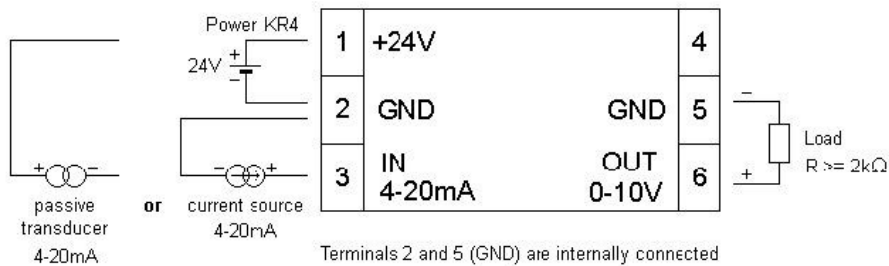 Power KR4
1 +24V 4
+
24V
−
2 GND GND 5 −
Load
R >= 2kΩ
+ − − +
3 IN OUT 6 +
4-20mA 0-10V
passive or current source
transducer 4-20mA
4-20mA
Terminals 2 and 5 (GND) are internally connected